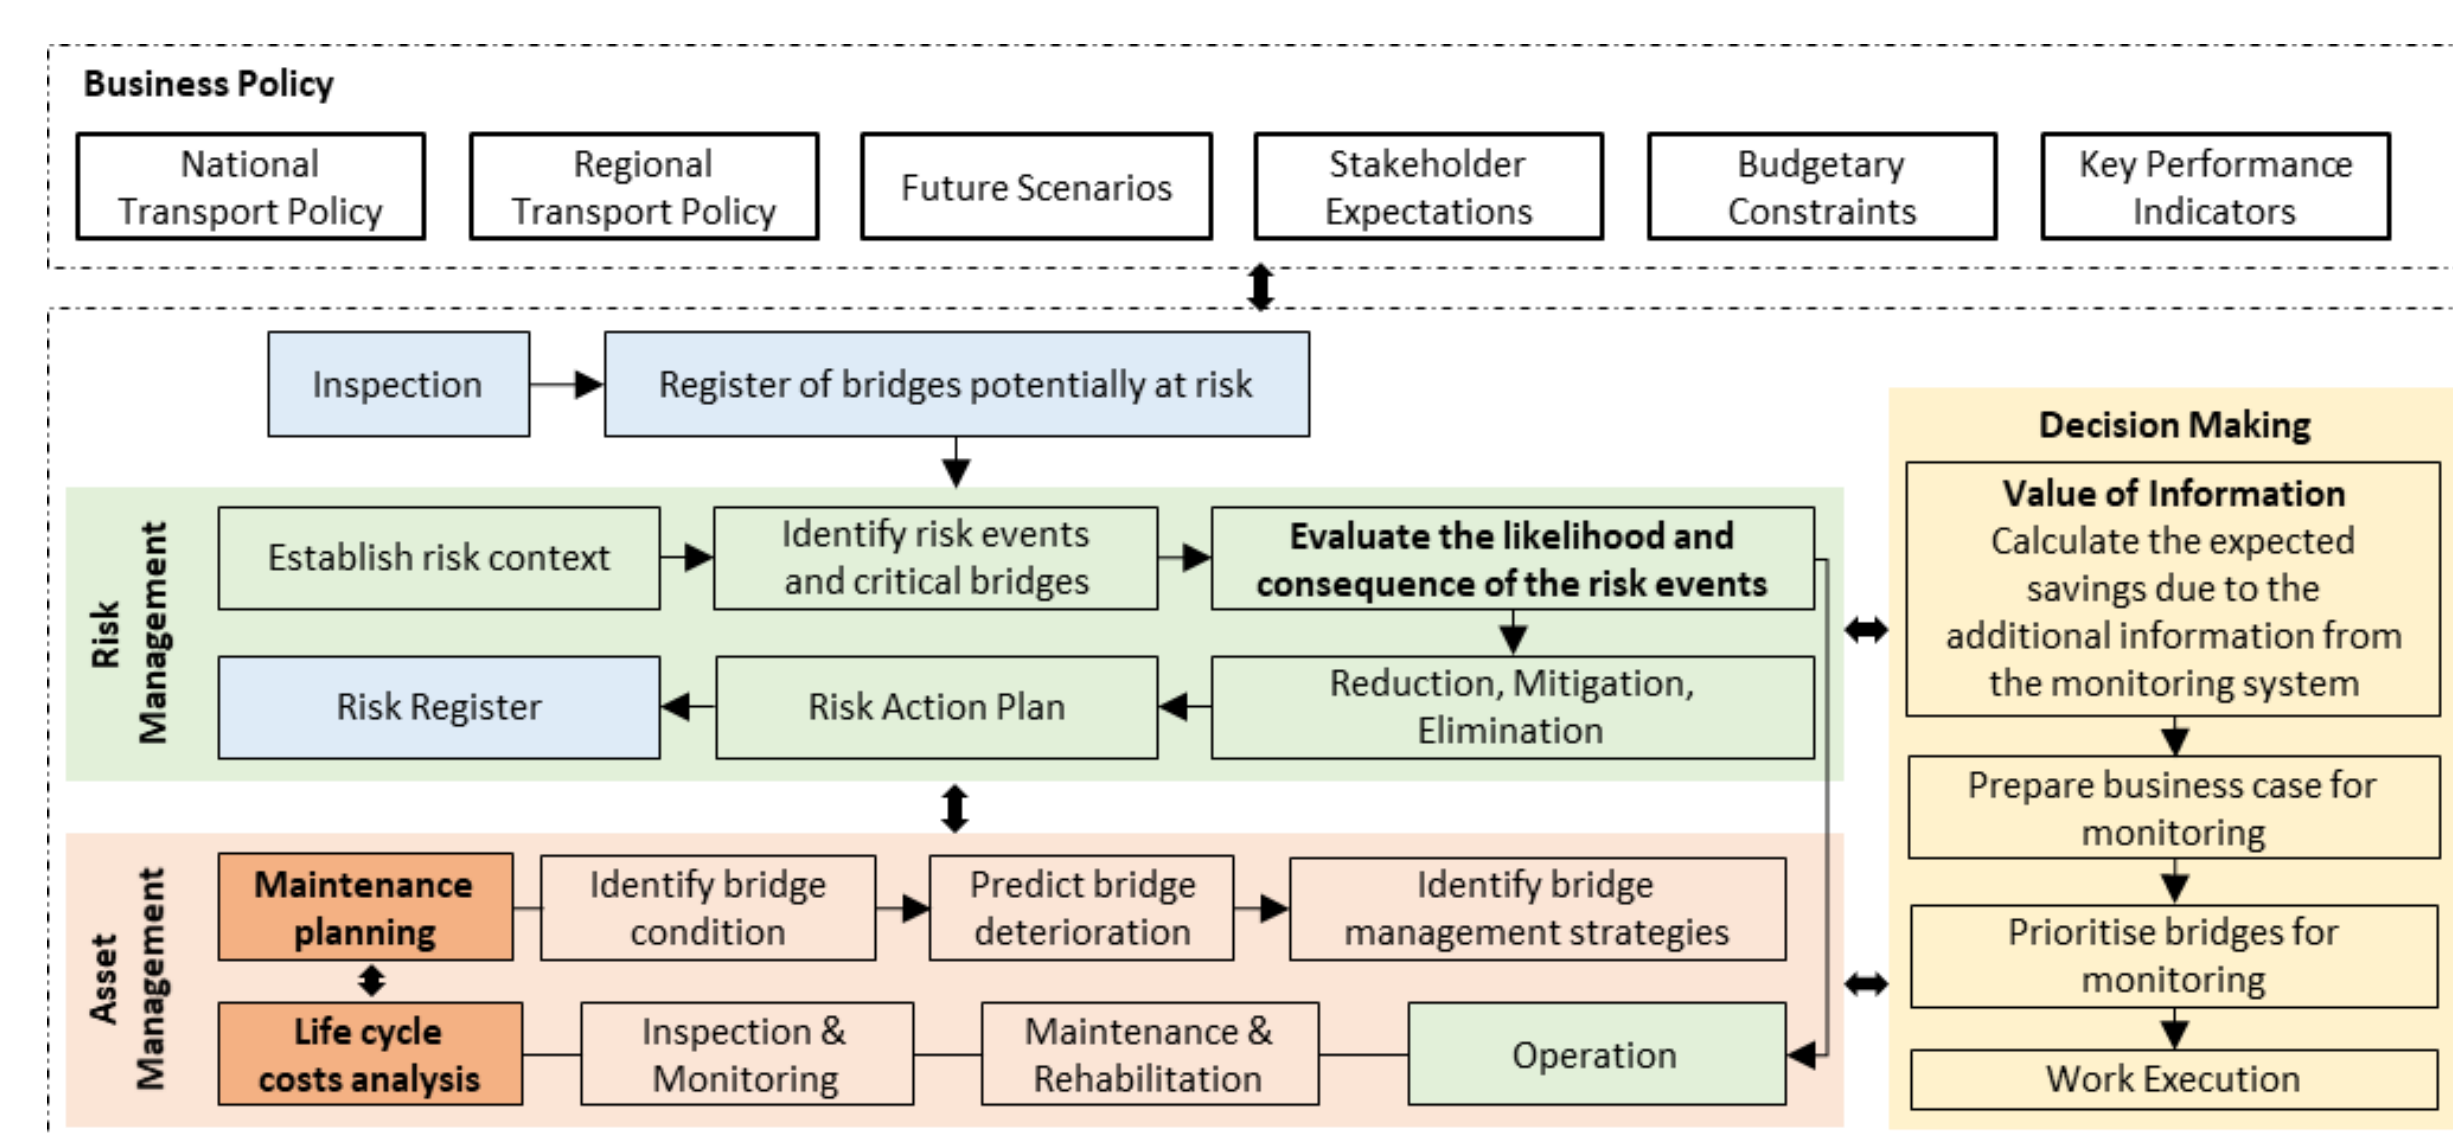 Business Policy
National
Transport Policy
Regional
Transport Policy
Future Scenarios
Stakeholder
Expectations
Budgetary
Constraints
Key Performance
Indicators
Inspection
Register of bridges potentially at risk
Risk
Management
Establish risk context
Identify risk events
and critical bridges
Evaluate the likelihood and
consequence of the risk events
Risk Register
Risk Action Plan
Reduction, Mitigation,
Elimination
Asset
Management
Maintenance
planning
Identify bridge
condition
Predict bridge
deterioration
Identify bridge
management strategies
Life cycle
costs analysis
Inspection &
Monitoring
Maintenance &
Rehabilitation
Operation
Decision Making
Value of Information
Calculate the expected
savings due to the
additional information from
the monitoring system
Prepare business case for
monitoring
Prioritise bridges for
monitoring
Work Execution